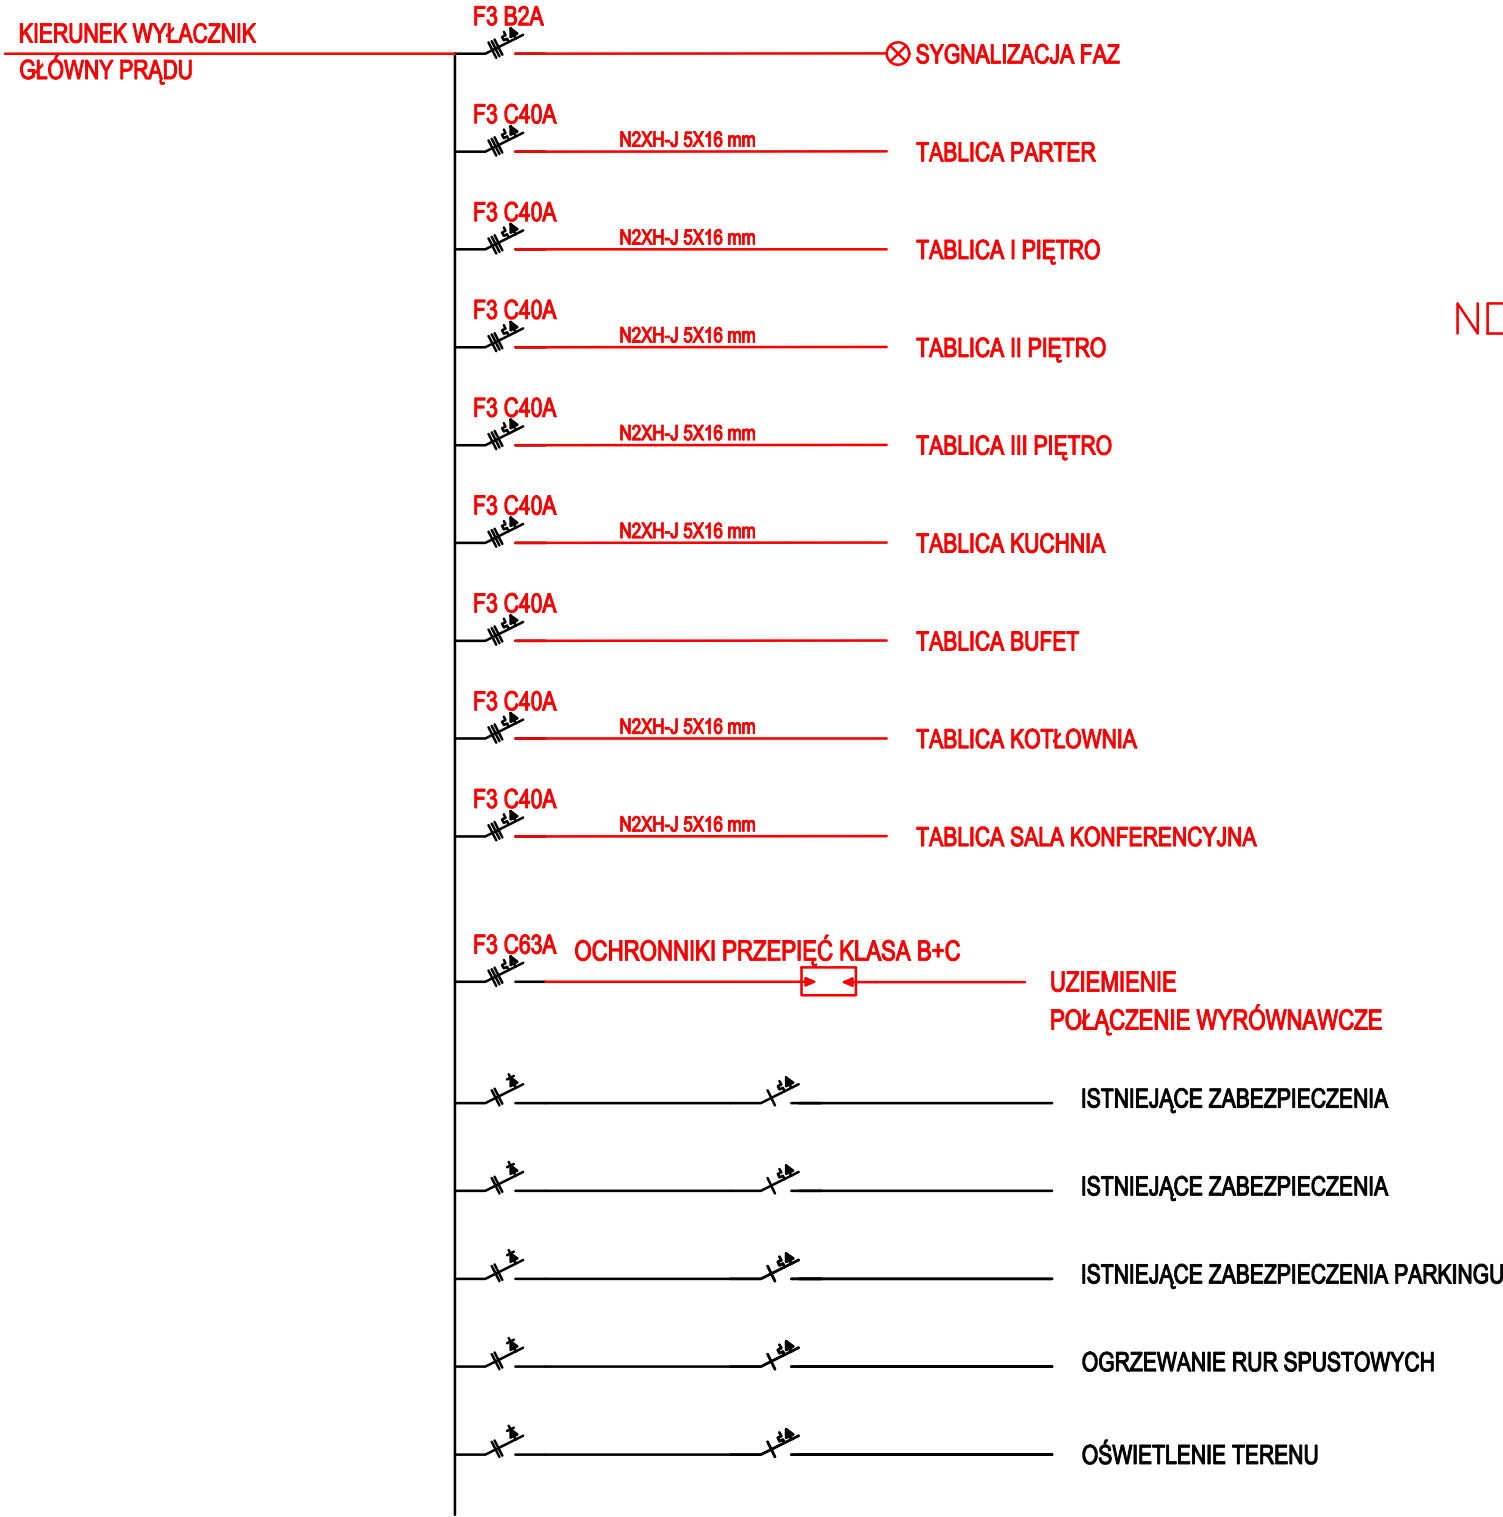 KIERUNEK WYŁACZNIK
GŁÓWNY PRĄDU
F3 B2A
SYGNALIZACJA FAZ
F3 C40A
N2XH-J 5X16 mm
TABLICA PARTER
F3 C40A
N2XH-J 5X16 mm
TABLICA I PIĘTRO
F3 C40A
N2XH-J 5X16 mm
TABLICA II PIĘTRO
F3 C40A
N2XH-J 5X16 mm
TABLICA III PIĘTRO
F3 C40A
N2XH-J 5X16 mm
TABLICA KUCHNIA
F3 C40A
TABLICA BUFET
F3 C40A
N2XH-J 5X16 mm
TABLICA KOTŁOWNIA
F3 C40A
N2XH-J 5X16 mm
TABLICA SALA KONFERENCYJNA
F3 C63A
OCHRONNIKI PRZEPIĘĆ KLASA B+C
UZIEMIENIE
POŁĄCZENIE WYRÓWNAWCZE
ISTNIEJĄCE ZABEZPIECZENIA
ISTNIEJĄCE ZABEZPIECZENIA
ISTNIEJĄCE ZABEZPIECZENIA PARKINGU
OGRZEWANIE RUR SPUSTOWYCH
OŚWIETLENIE TERENU